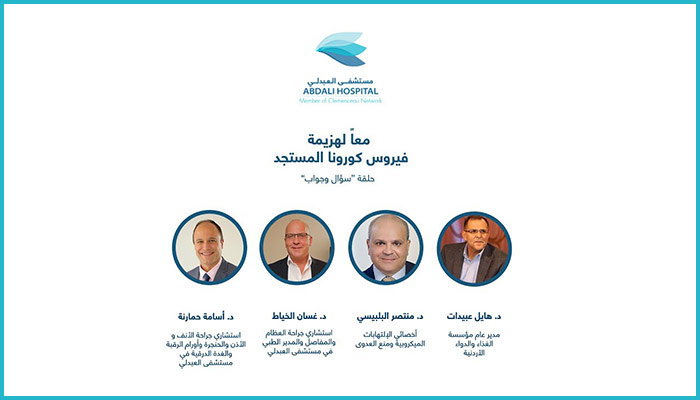 مستشفى العبدلي
ABDALI HOSPITAL
Member of Clemenceau Network
معاً لهزيمة
فيروس كورونا المستجد
حلقة "سؤال وجواب"
د. هايل عبيدات
مدير عام مؤسسة
الغذاء والدواء
الأردنية
د. منتصر البلبيسي
أخصائي الإلتهابات
الميكروبية ومنع العدوى
د. غسان الخياط
استشاري جراحة العظام
والمفاصل والمدير الطبي
في مستشفى العبدلي
د. أسامة حمارنة
استشاري جراحة الأنف و
الأذن والحنجرة وأورام الرقبة
والغدة الدرقية في
مستشفى العبدلي